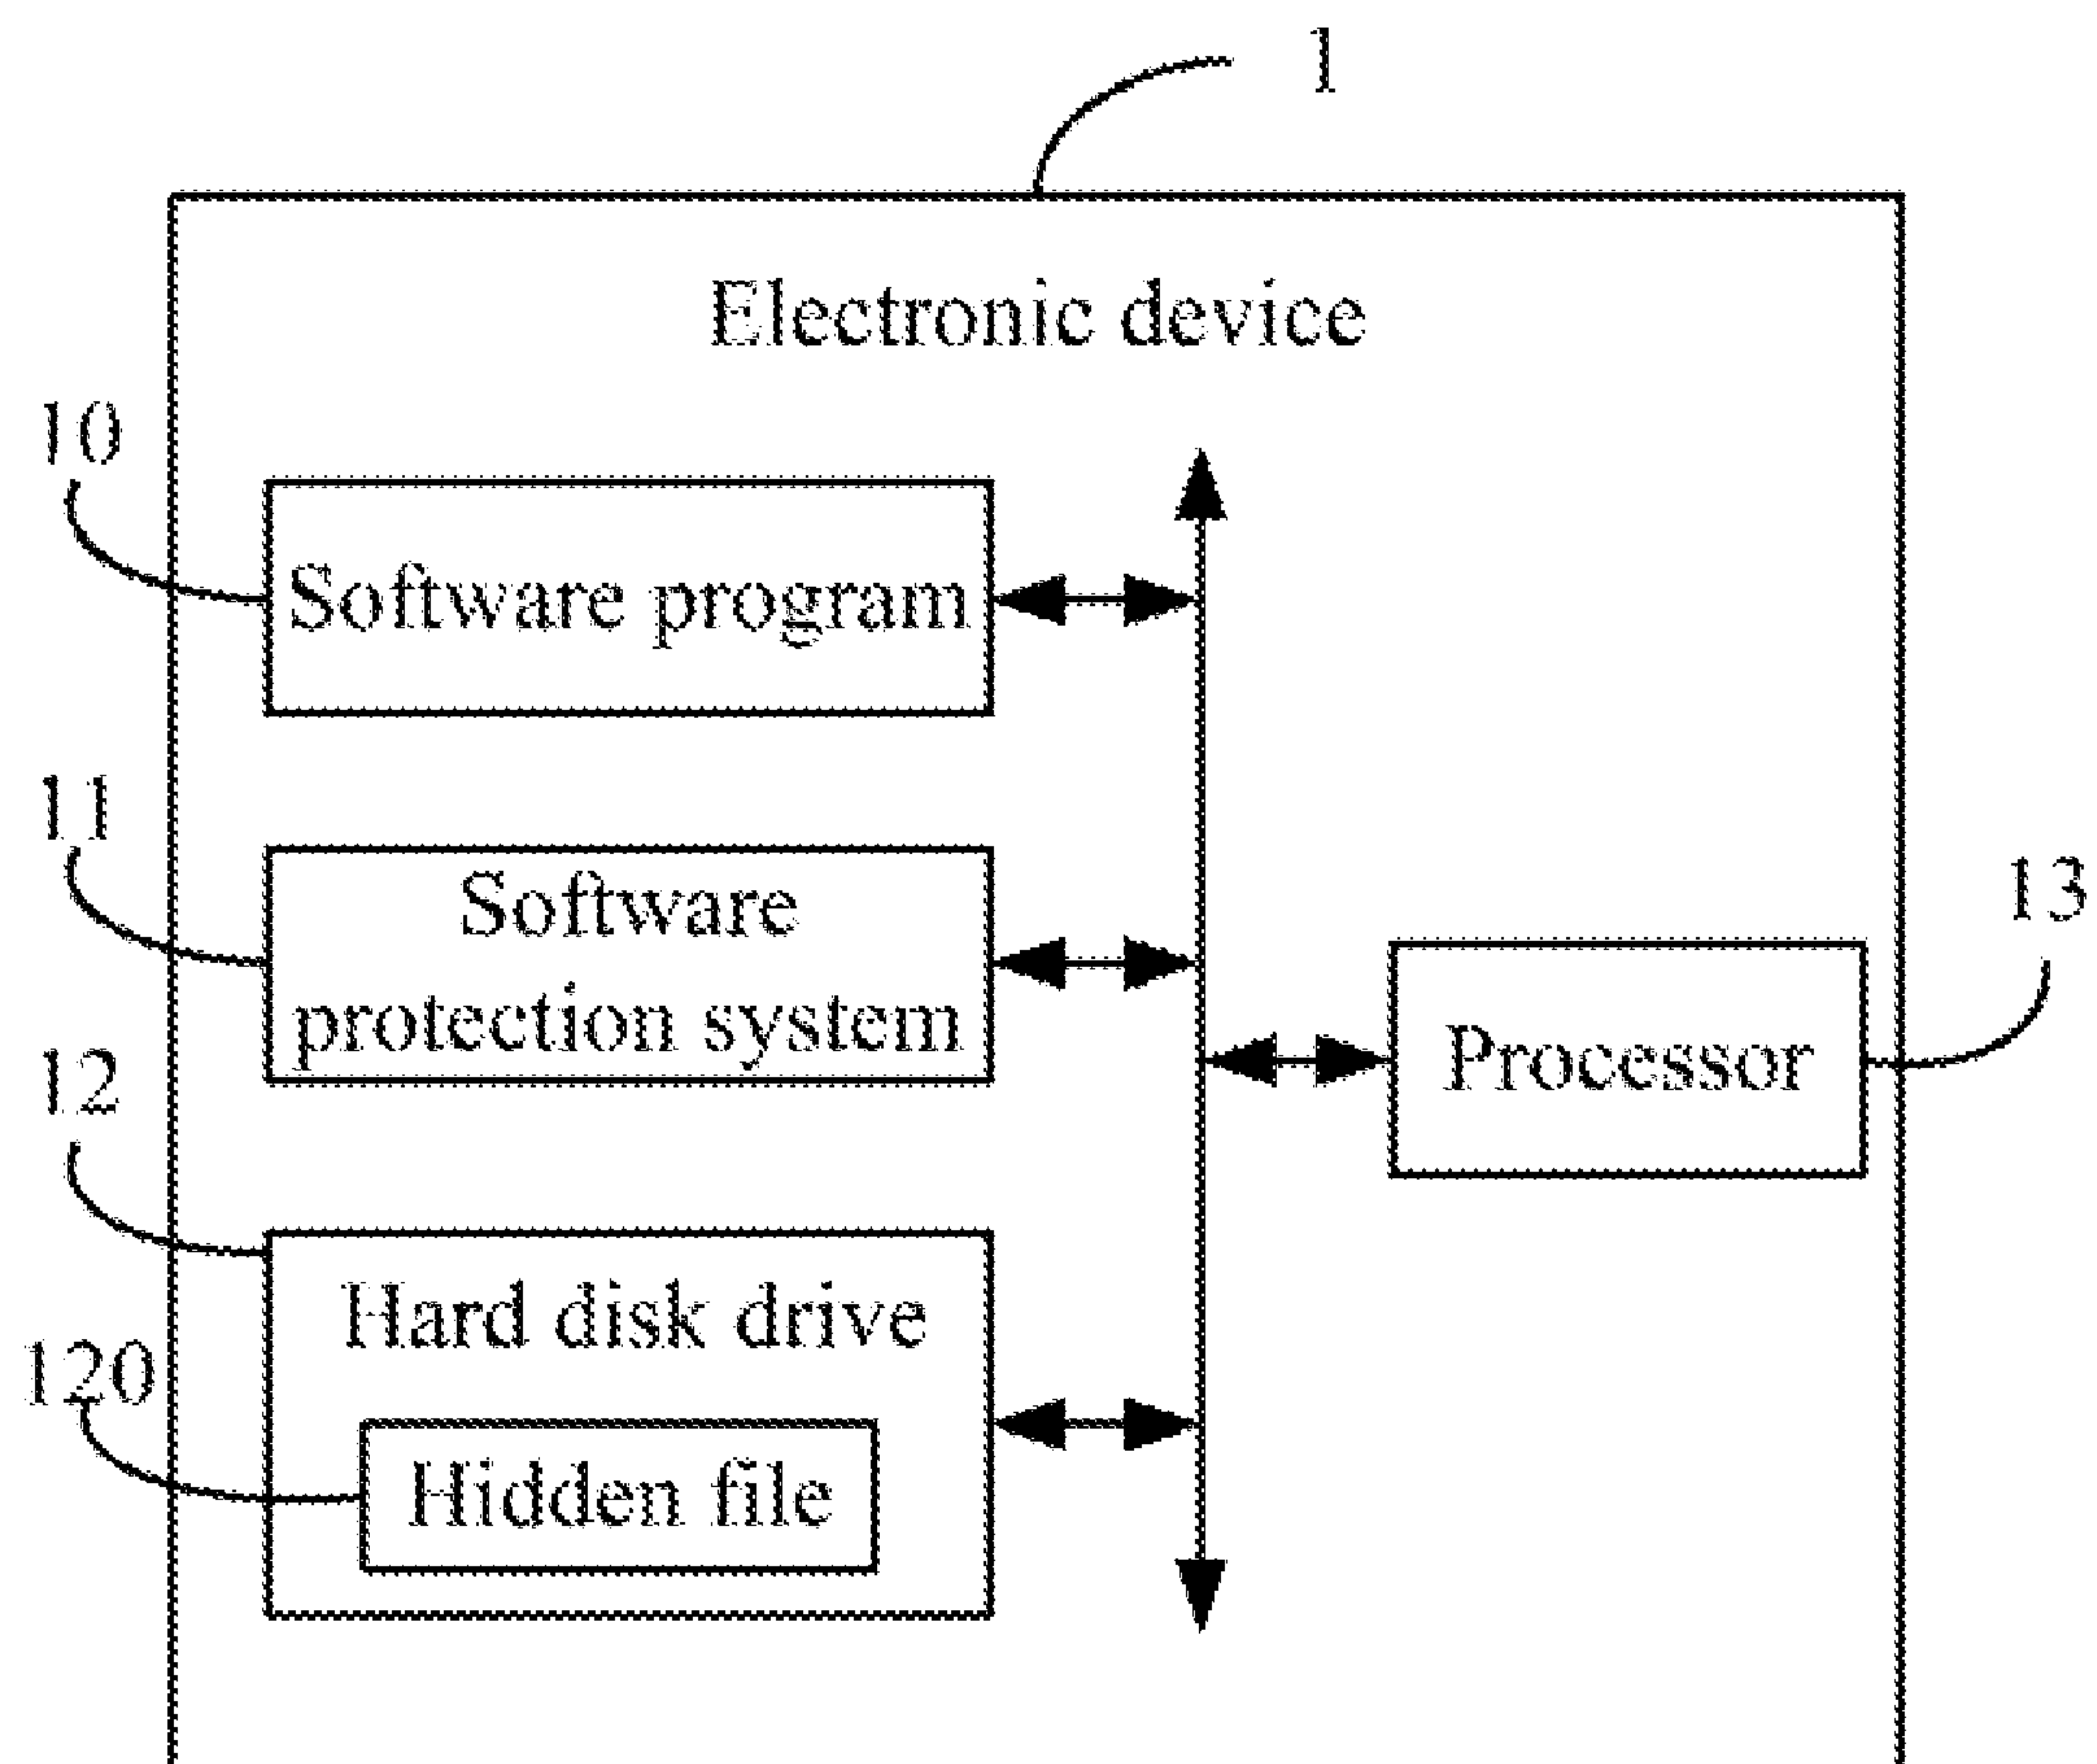 1
Electronic device
10
Software program
11
Software
protection system
13
Processor
12
Hard disk drive
120
Hidden file